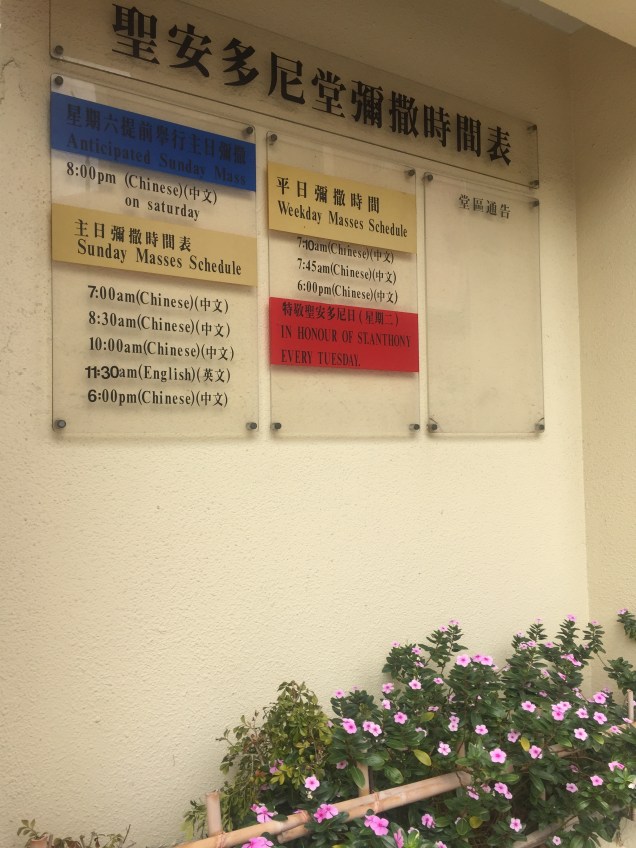 聖安多尼堂彌撒時間表
星期六提前舉行主日彌撒
Anticipated Sunday Mass
8:00pm (Chinese)(中文)
on saturday
主日彌撒時間表
Sunday Masses Schedule
7:00am(Chinese)(中文)
8:30am(Chinese)(中文)
10:00am(Chinese)(中文)
11:30am(English)(英文)
6:00pm(Chinese)(中文)
平日彌撒時間
Weekday Masses Schedule
7:10am(Chinese)(中文)
7:45am(Chinese)(中文)
6:00pm(Chinese)(中文)
特敬聖安多尼日(星期二)
IN HONOUR OF ST.ANTHONY
EVERY TUESDAY.
堂區通告